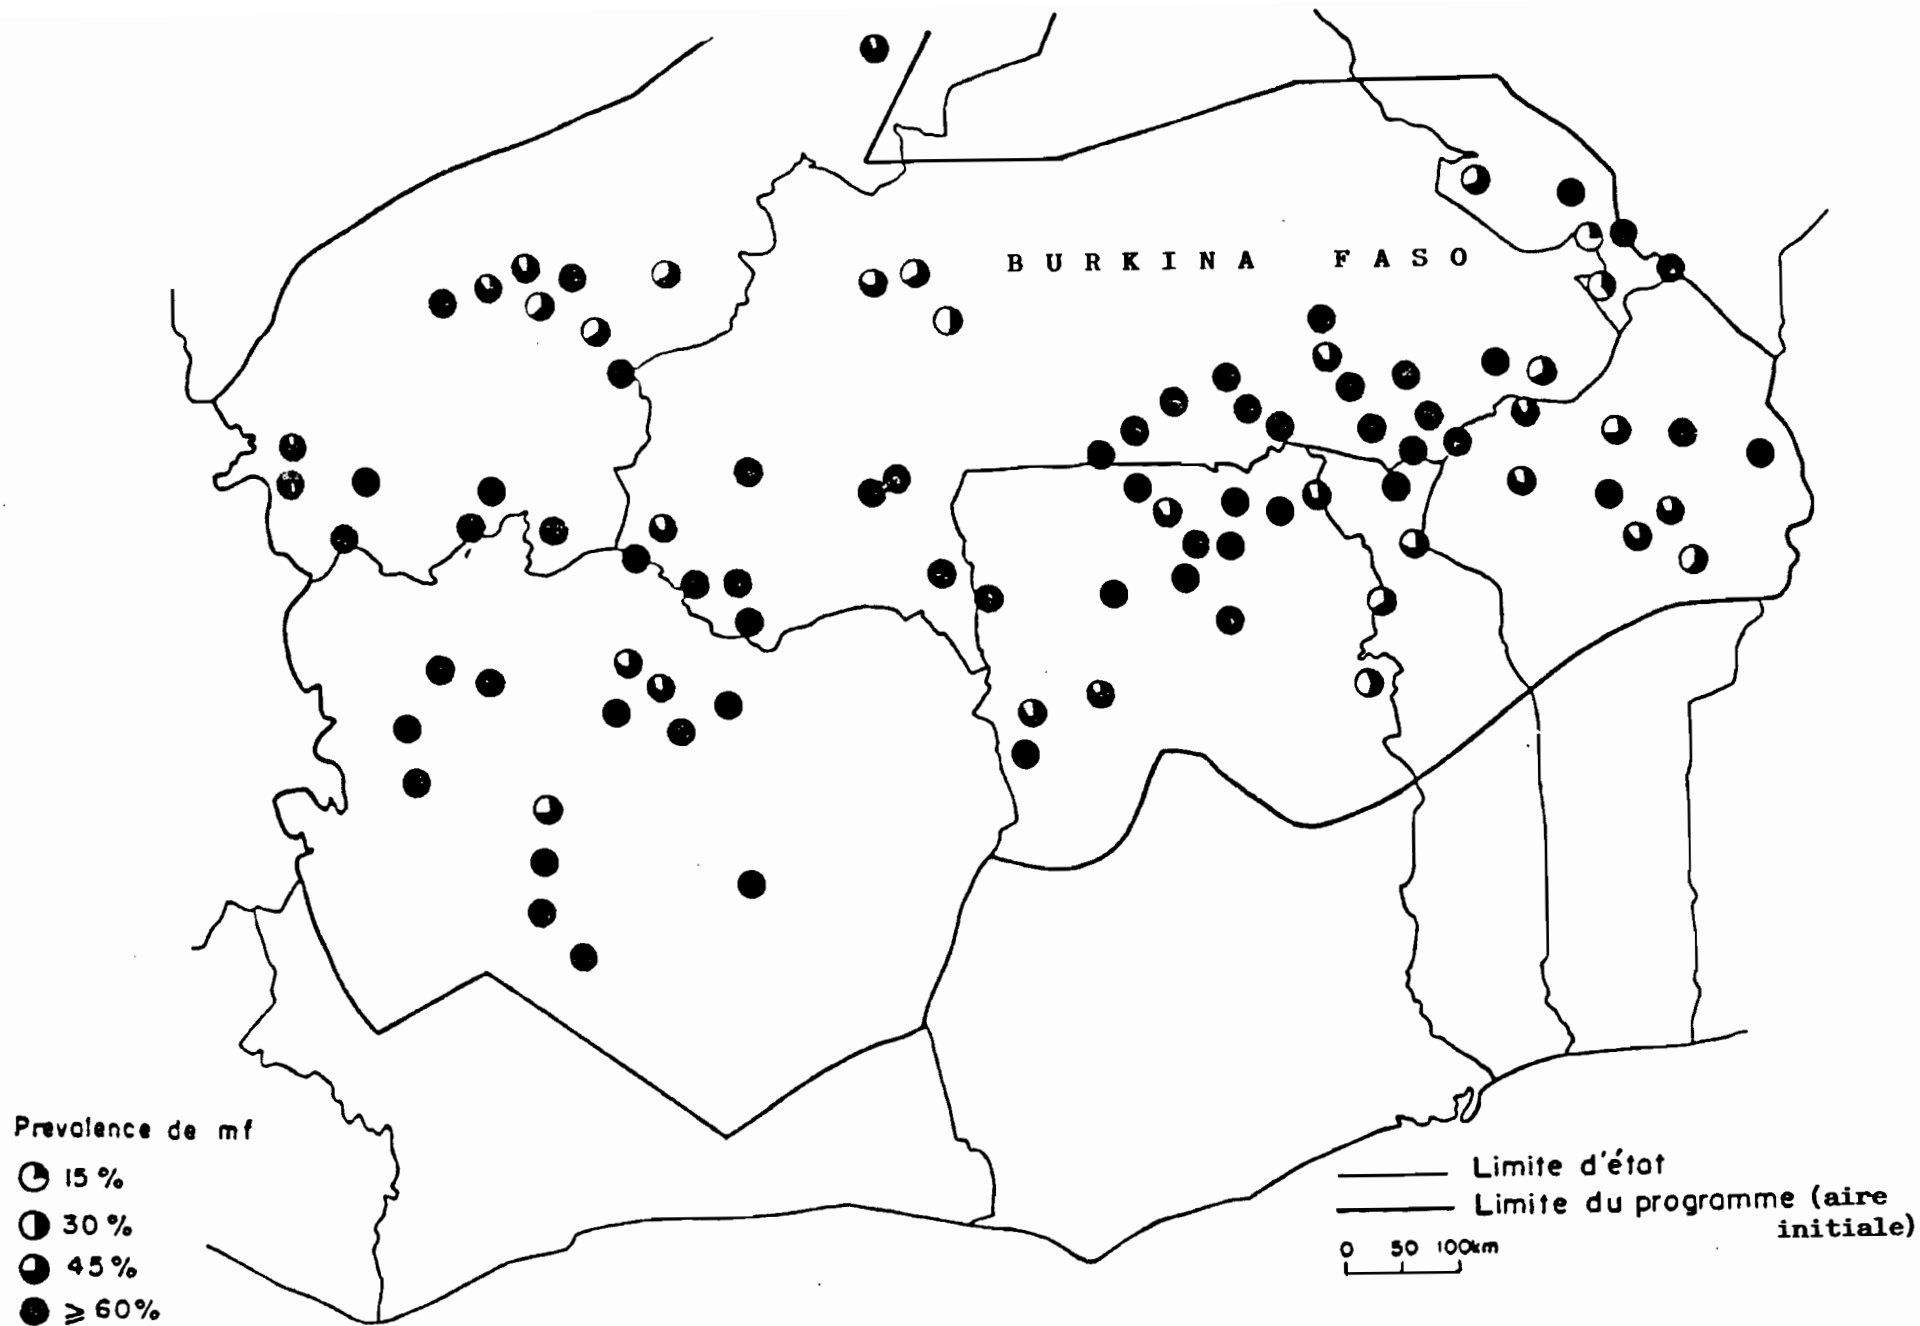 BURKINA FASO
Prevalence de mf
15 %
30 %
45 %
≥ 60%
Limite d'état
Limite du programme (aire
initiale)
0 50 100km